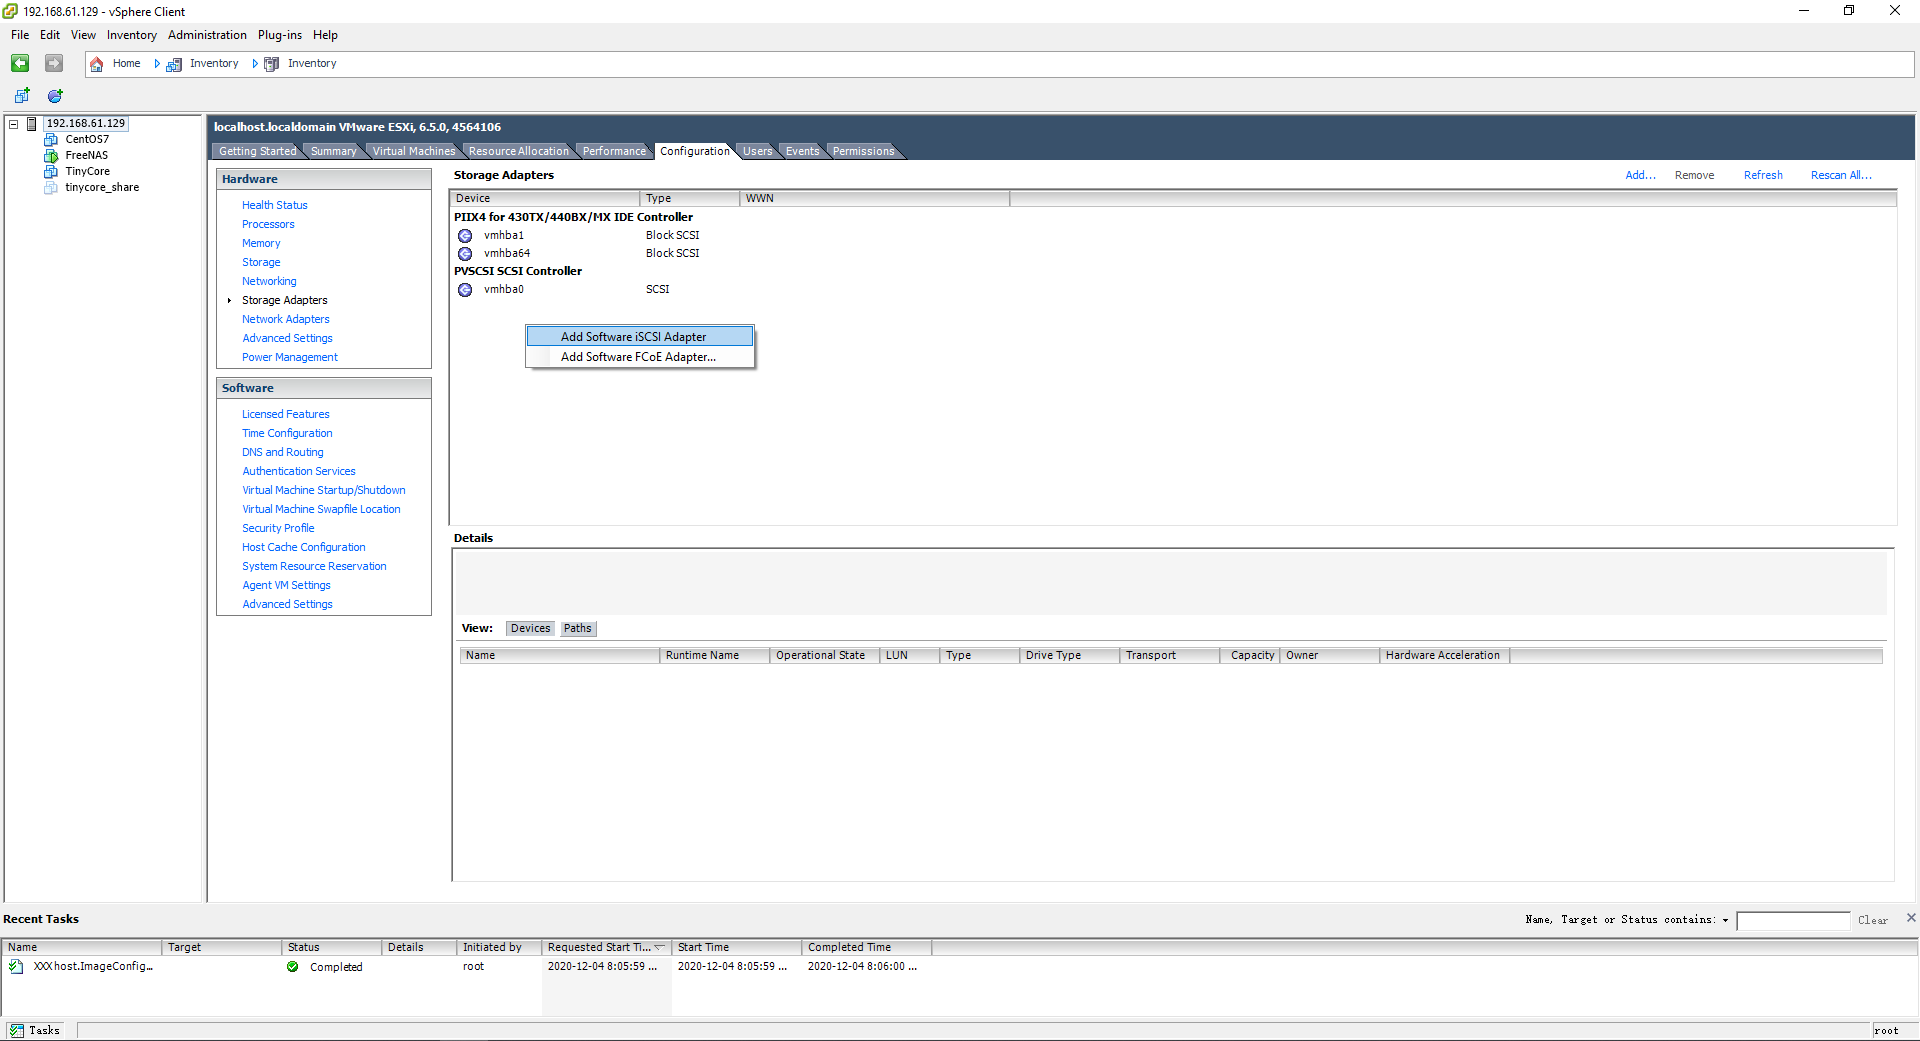 192.168.61.129 - vSphere Client
File Edit View Inventory Administration Plug-ins Help
Home Inventory Inventory
192.168.61.129
CentOS7
FreeNAS
TinyCore
tinycore_share
localhost.localdomain VMware ESXi, 6.5.0, 4564106
Getting Started Summary Virtual Machines Resource Allocation Performance Configuration Users Events Permissions
Hardware
Health Status
Processors
Memory
Storage
Networking
Storage Adapters
Network Adapters
Advanced Settings
Power Management
Software
Licensed Features
Time Configuration
DNS and Routing
Authentication Services
Virtual Machine Startup/Shutdown
Virtual Machine Swapfile Location
Security Profile
Host Cache Configuration
System Resource Reservation
Agent VM Settings
Advanced Settings
Storage Adapters Add... Remove Refresh Rescan All...
Device Type WWN
PIIX4 for 430TX/440BX/MX IDE Controller
vmhba1 Block SCSI
vmhba64 Block SCSI
PVSCSI SCSI Controller
vmhba0 SCSI
Add Software iSCSI Adapter
Add Software FCoE Adapter...
Details
View: Devices Paths
Name Runtime Name Operational State LUN Type Drive Type Transport Capacity Owner Hardware Acceleration
Recent Tasks Name, Target or Status contains: Clear
Name Target Status Details Initiated by Requested Start Ti... Start Time Completed Time
XXXhost.ImageConfig... Completed root 2020-12-04 8:05:59 ... 2020-12-04 8:05:59 ... 2020-12-04 8:06:00 ...
Tasks root